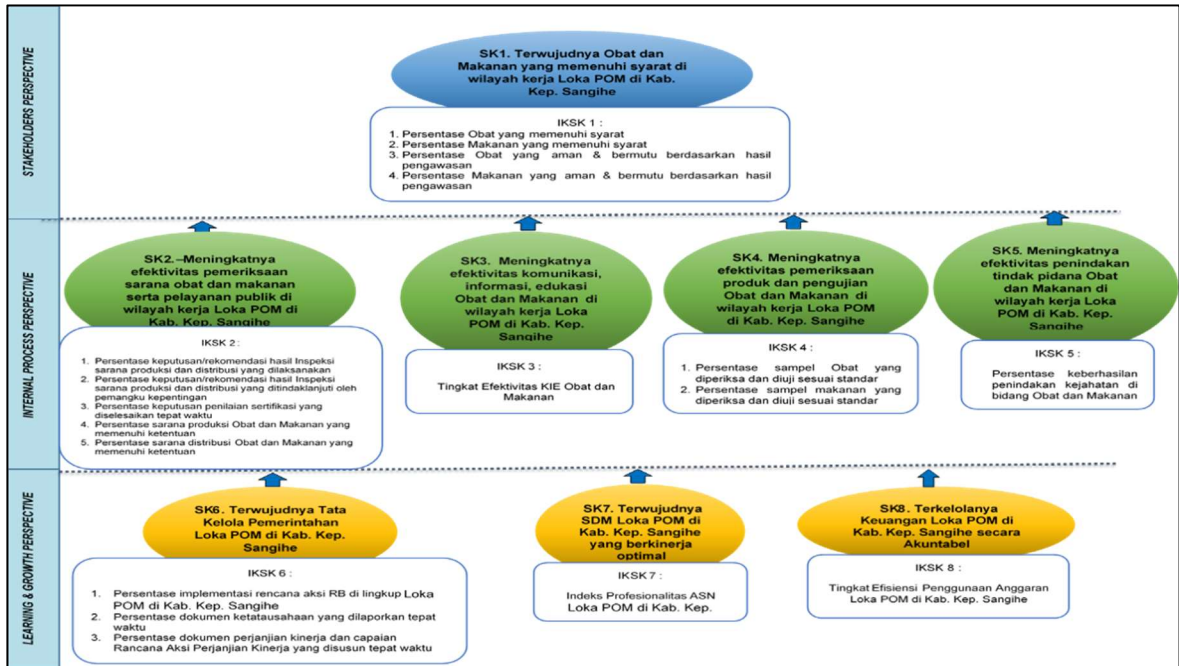 STAKEHOLDERS PERSPECTIVE
SK1. Terwujudnya Obat dan
Makanan yang memenuhi syarat di
wilayah kerja Loka POM di Kab.
Kep. Sangihe
IKSK 1 :
1. Persentase Obat yang memenuhi syarat
2. Persentase Makanan yang memenuhi syarat
3. Persentase Obat yang aman & bermutu berdasarkan hasil
pengawasan
4. Persentase Makanan yang aman & bermutu berdasarkan hasil
pengawasan
INTERNAL PROCESS PERSPECTIVE
SK2.–Meningkatnya
efektivitas pemeriksaan
sarana obat dan makanan
serta pelayanan publik di
wilayah kerja Loka POM di
Kab. Kep. Sangihe
IKSK 2 :
1. Persentase keputusan/rekomendasi hasil Inspeksi
sarana produksi dan distribusi yang dilaksanakan
2. Persentase keputusan/rekomendasi hasil Inspeksi
sarana produksi dan distribusi yang ditindaklanjuti oleh
pemangku kepentingan
3. Persentase keputusan penilaian sertifikasi yang
diselesaikan tepat waktu
4. Persentase sarana produksi Obat dan Makanan yang
memenuhi ketentuan
5. Persentase sarana distribusi Obat dan Makanan yang
memenuhi ketentuan
SK3. Meningkatnya
efektivitas komunikasi,
informasi, edukasi
Obat dan Makanan di
wilayah kerja Loka
POM di Kab. Kep.
Sangihe
IKSK 3 :
Tingkat Efektivitas KIE Obat dan
Makanan
SK4. Meningkatnya
efektivitas pemeriksaan
produk dan pengujian
Obat dan Makanan di
wilayah kerja Loka
POM di Kab. Kep. Sangihe
IKSK 4 :
1. Persentase sampel Obat yang
diperiksa dan diuji sesuai standar
2. Persentase sampel makanan yang
diperiksa dan diuji sesuai standar
SK5. Meningkatnya
efektivitas penindakan
tindak pidana Obat
dan Makanan di
wilayah kerja Loka
POM di Kab. Kep.
Sangihe
IKSK 5 :
Persentase keberhasilan
penindakan kejahatan di
bidang Obat dan Makanan
LEARNING & GROWTH PERSPECTIVE
SK6. Terwujudnya Tata
Kelola Pemerintahan
Loka POM di Kab. Kep.
Sangihe
IKSK 6 :
1. Persentase implementasi rencana aksi RB di lingkup Loka
POM di Kab. Kep. Sangihe
2. Persentase dokumen ketatausahaan yang dilaporkan tepat
waktu
3. Persentase dokumen perjanjian kinerja dan capaian
Rancana Aksi Perjanjian Kinerja yang disusun tepat waktu
SK7. Terwujudnya
SDM Loka POM di
Kab. Kep. Sangihe
yang berkinerja
optimal
IKSK 7 :
Indeks Profesionalitas ASN
Loka POM di Kab. Kep.
SK8. Terkelolanya
Keuangan Loka POM di
Kab. Kep. Sangihe secara
Akuntabel
IKSK 8 :
Tingkat Efisiensi Penggunaan Anggaran
Loka POM di Kab. Kep. Sangihe